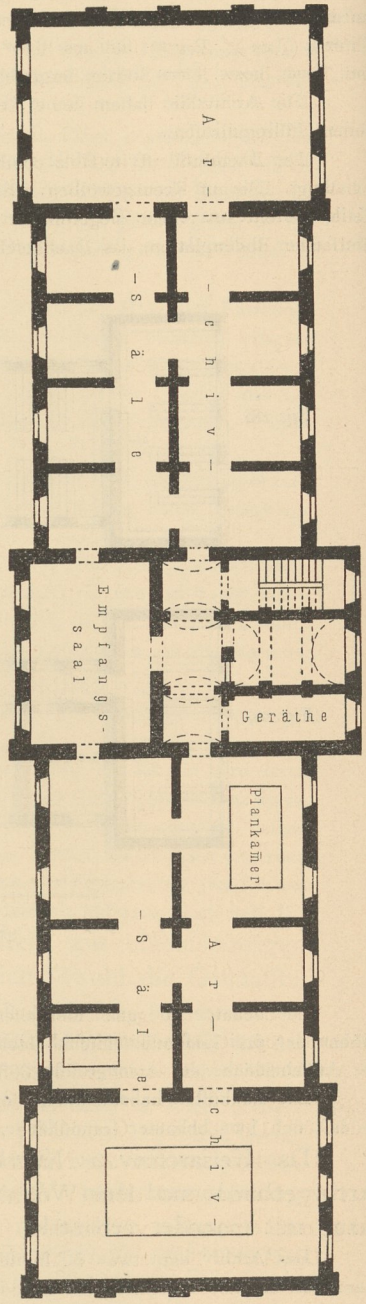 Ar-
-chiv-
-Säle
Empfangs-
saal
Geräthe
Plankam̅er
Ar-
-Säle
chiv